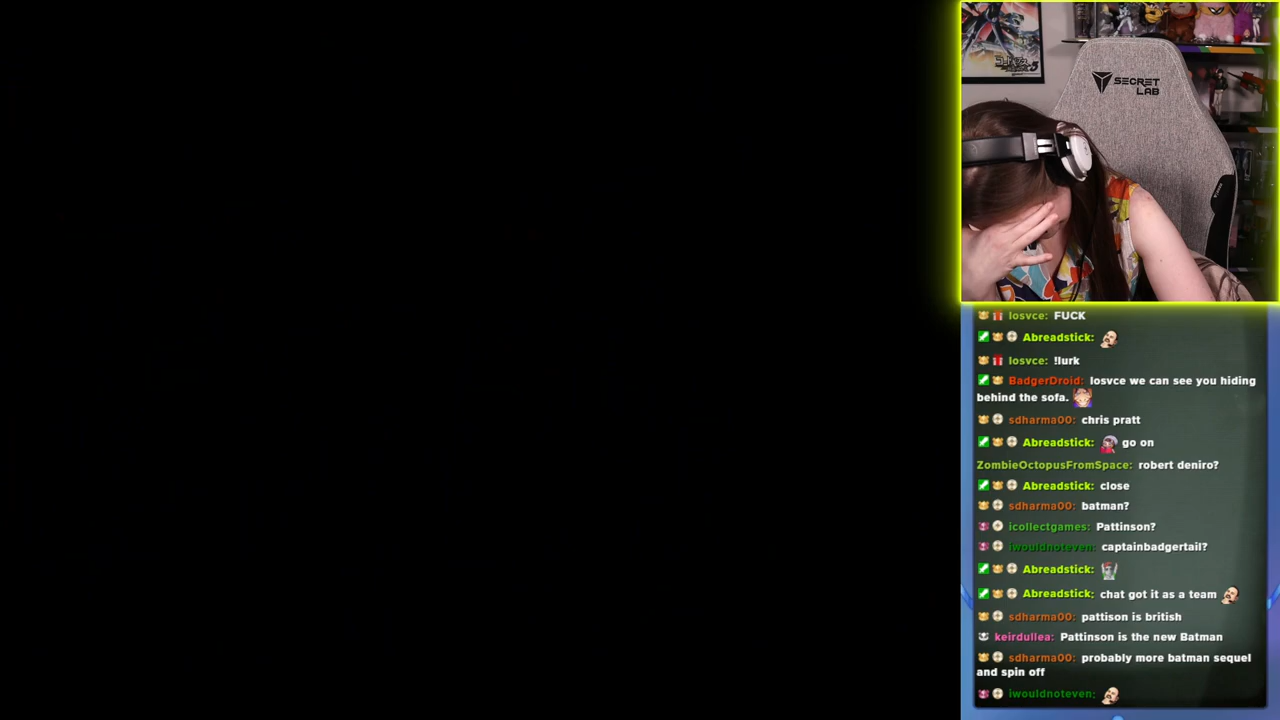 SECRET
LAB
losvce: FUCK
Abreadstick:
losvce: !lurk
BadgerDroid: losvce we can see you hiding
behind the sofa.
sdharma00: chris pratt
Abreadstick: go on
ZombieOctopusFromSpace: robert deniro?
Abreadstick: close
sdharma00: batman?
icollectgames: Pattinson?
iwouldnoteven: captainbadgertail?
Abreadstick:
Abreadstick: chat got it as a team
sdharma00: pattison is british
keirdullea: Pattinson is the new Batman
sdharma00: probably more batman sequel
and spin off
iwouldnoteven: